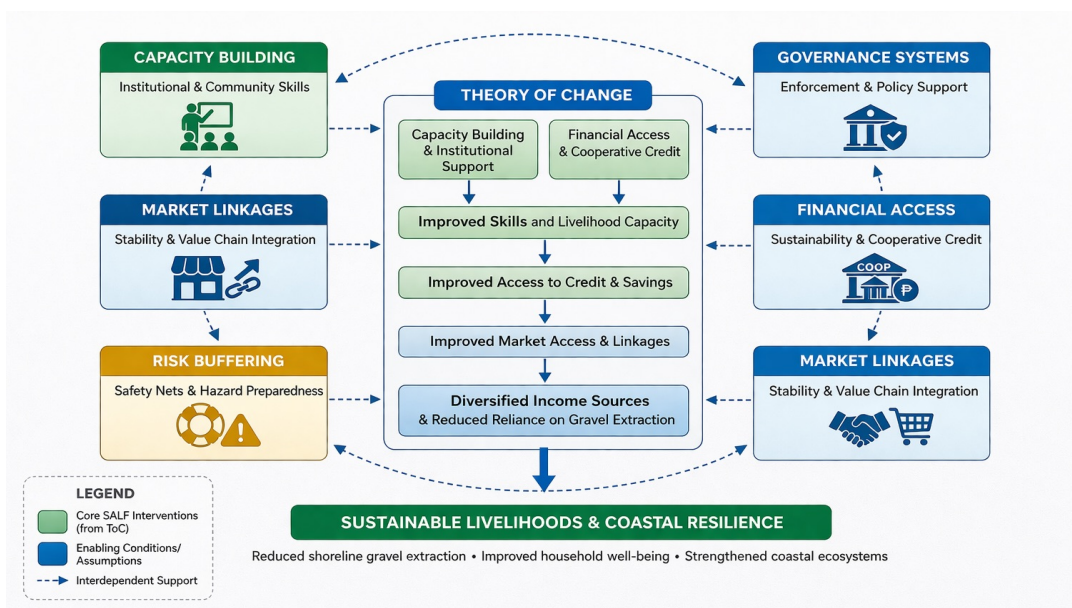 CAPACITY BUILDING
Institutional & Community Skills
GOVERNANCE SYSTEMS
Enforcement & Policy Support
MARKET LINKAGES
Stability & Value Chain Integration
FINANCIAL ACCESS
Sustainability & Cooperative Credit
COOP
₱
RISK BUFFERING
Safety Nets & Hazard Preparedness
MARKET LINKAGES
Stability & Value Chain Integration
THEORY OF CHANGE
Capacity Building
& Institutional
Support
Financial Access
& Cooperative Credit
Improved Skills and Livelihood Capacity
Improved Access to Credit & Savings
Improved Market Access & Linkages
Diversified Income Sources
& Reduced Reliance on Gravel Extraction
SUSTAINABLE LIVELIHOODS & COASTAL RESILIENCE
Reduced shoreline gravel extraction • Improved household well-being • Strengthened coastal ecosystems
LEGEND
Core SALF Interventions
(from ToC)
Enabling Conditions/
Assumptions
Interdependent Support